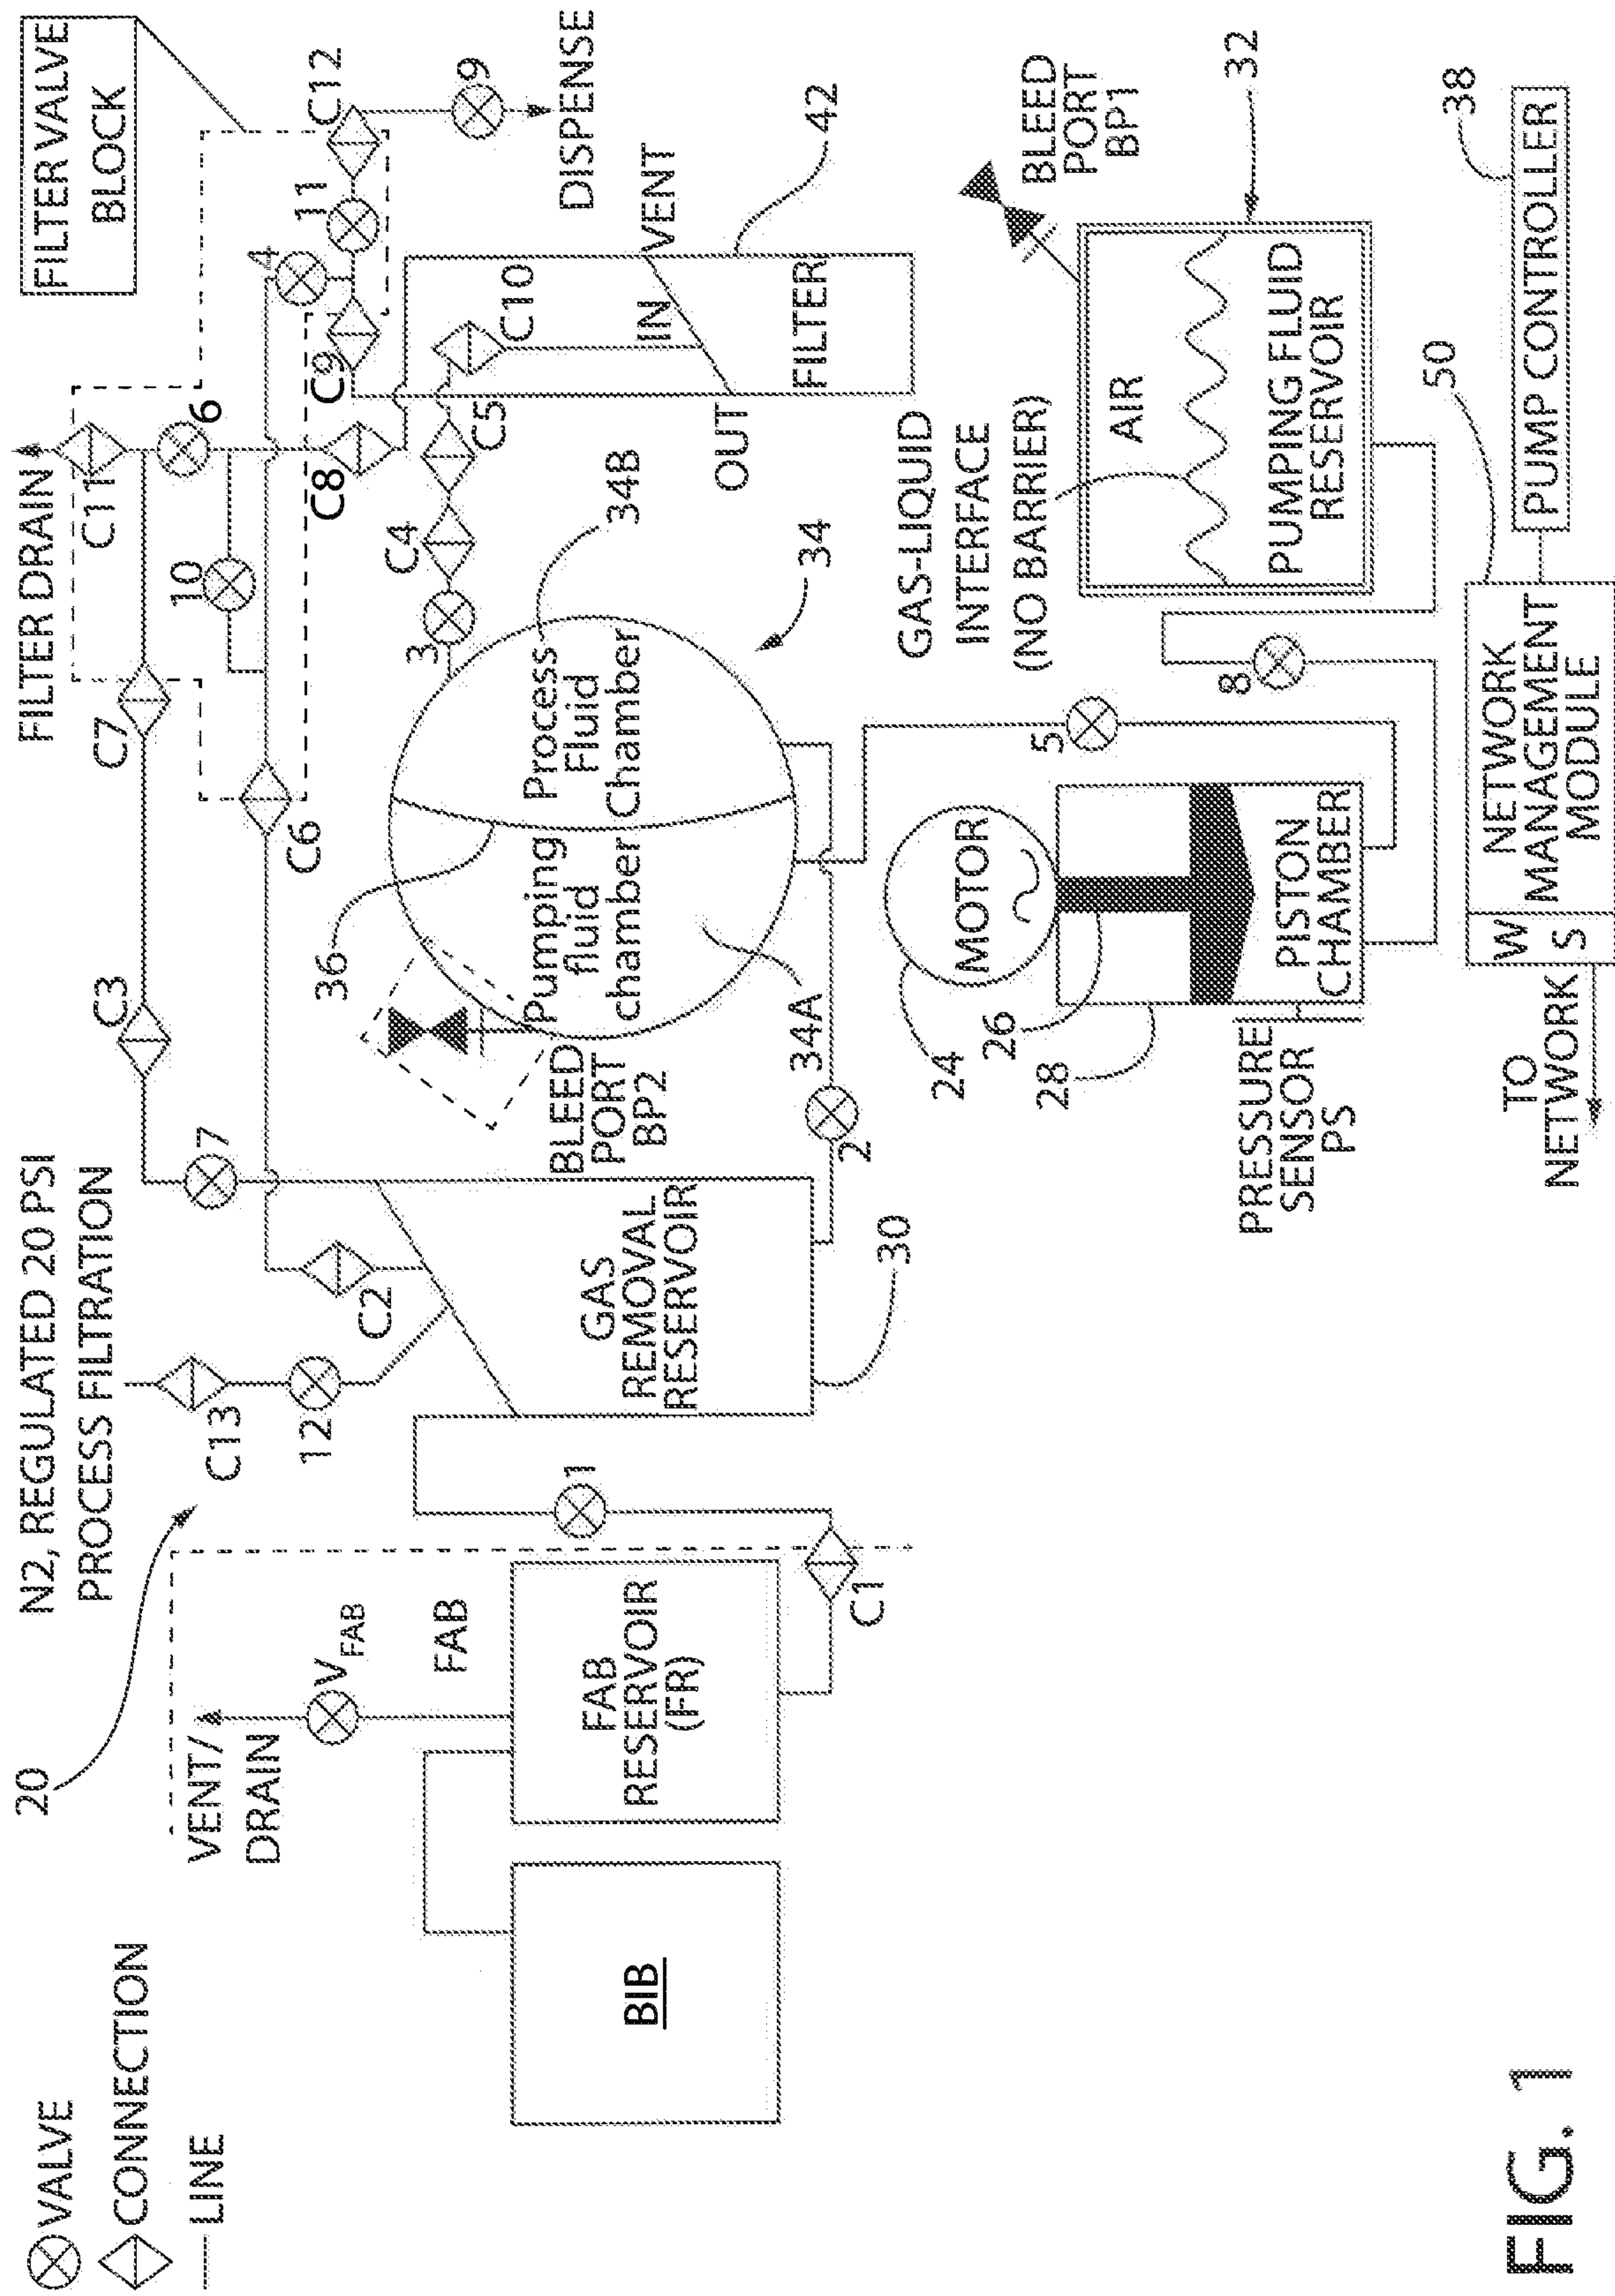 VALVE
CONNECTION
LINE
20
N2, REGULATED 20 PSI
PROCESS FILTRATION
FILTER DRAIN
FILTER VALVE
BLOCK
VENT/
DRAIN
V FAB
FAB
C13
12
7
C2
C3
C7
C6
C11
6
10
C8
4
11
C12
C9
9
DISPENSE
BIB
FAB
RESERVOIR
(FR)
C1
1
GAS
REMOVAL
RESERVOIR
30
2
BLEED
PORT
BP2
36
Pumping
fluid
chamber
34A
Process
Fluid
Chamber
34B
34
3
C4
C5
C10
IN
OUT
VENT
FILTER
42
GAS-LIQUID
INTERFACE
(NO BARRIER)
BLEED
PORT
BP1
32
AIR
PUMPING FLUID
RESERVOIR
5
8
MOTOR
24
26
28
PISTON
CHAMBER
PRESSURE
SENSOR
PS
TO
NETWORK
W
S
NETWORK
MANAGEMENT
MODULE
50
PUMP CONTROLLER
38
FIG. 1